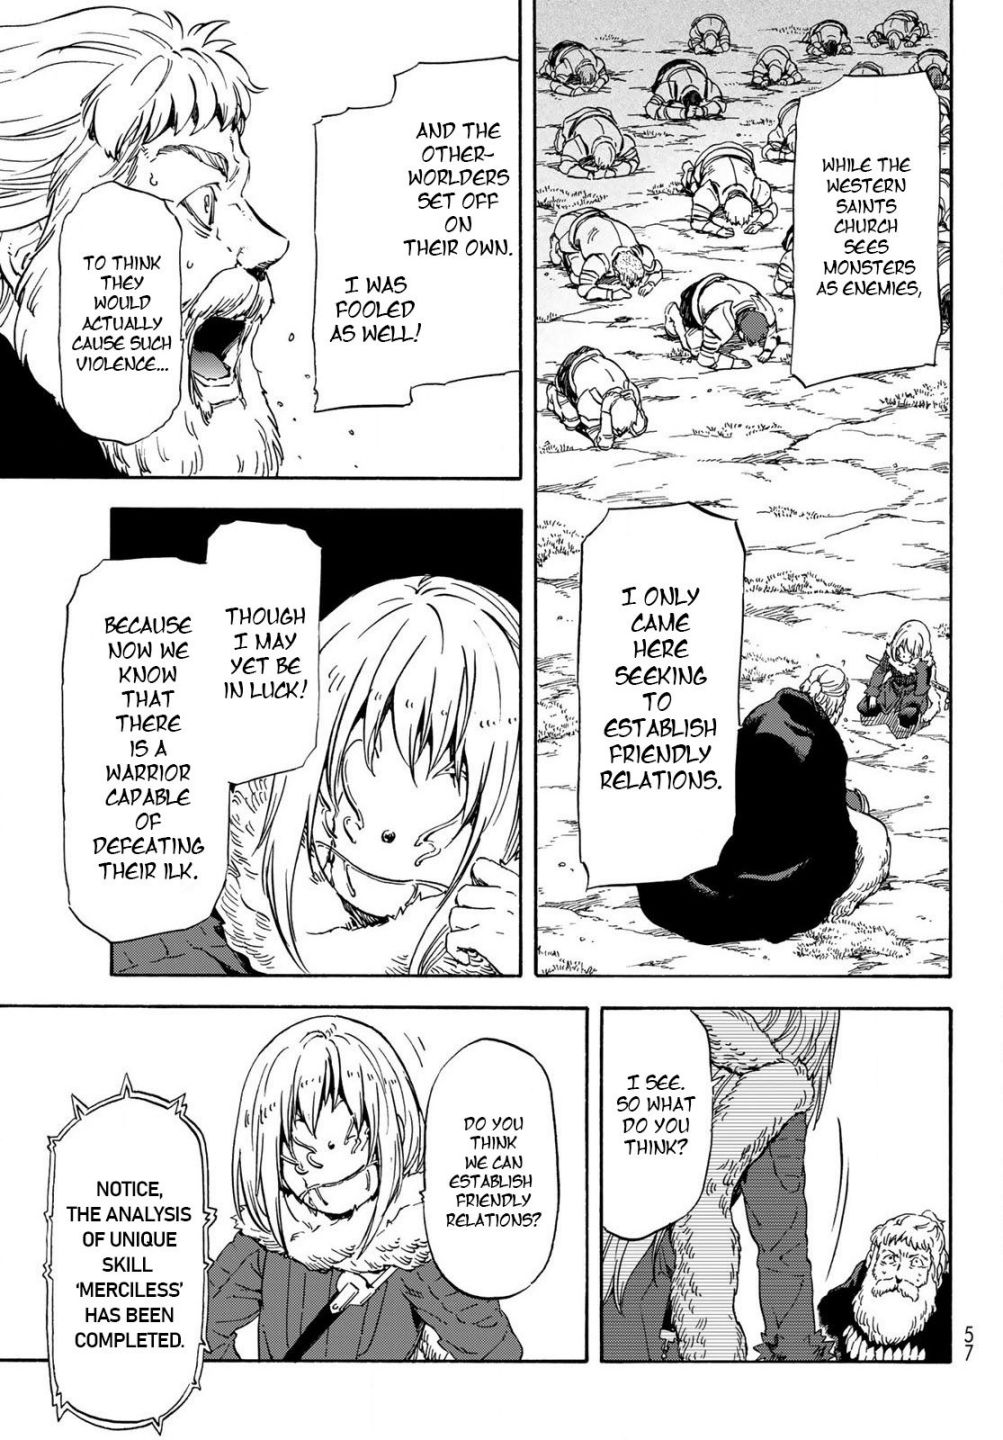 WHILE THE
WESTERN
SAINTS
CHURCH
SEES
MONSTERS
AS ENEMIES,
I ONLY
CAME
HERE
SEEKING
TO
ESTABLISH
FRIENDLY
RELATIONS.
AND THE
OTHER-
WORLDERS
SET OFF
ON
THEIR OWN.
I WAS
FOOLED
AS WELL!
TO THINK
THEY
WOULD
ACTUALLY
CAUSE SUCH
VIOLENCE...
THOUGH
I MAY
YET BE
IN LUCK!
BECAUSE
NOW WE
KNOW
THAT
THERE
IS A
WARRIOR
CAPABLE
OF
DEFEATING
THEIR ILK.
I SEE.
SO WHAT
DO YOU
THINK?
DO YOU
THINK
WE CAN
ESTABLISH
FRIENDLY
RELATIONS?
NOTICE,
THE ANALYSIS
OF UNIQUE
SKILL
'MERCILESS'
HAS BEEN
COMPLETED.
57